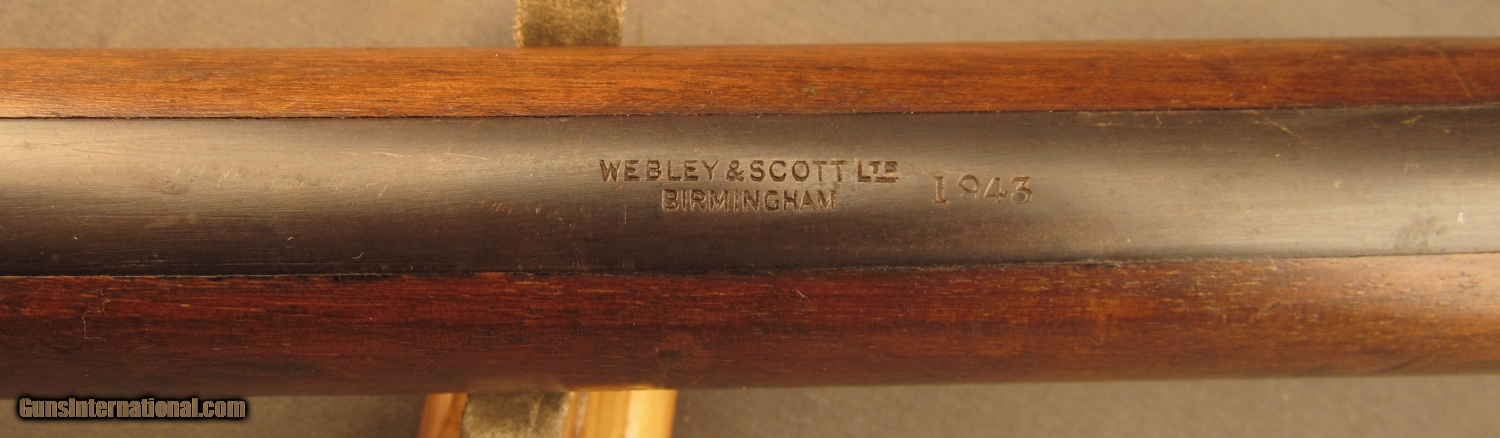 WEBLEY & SCOTT LTD
BIRMINGHAM
1943
GunsInternational.com